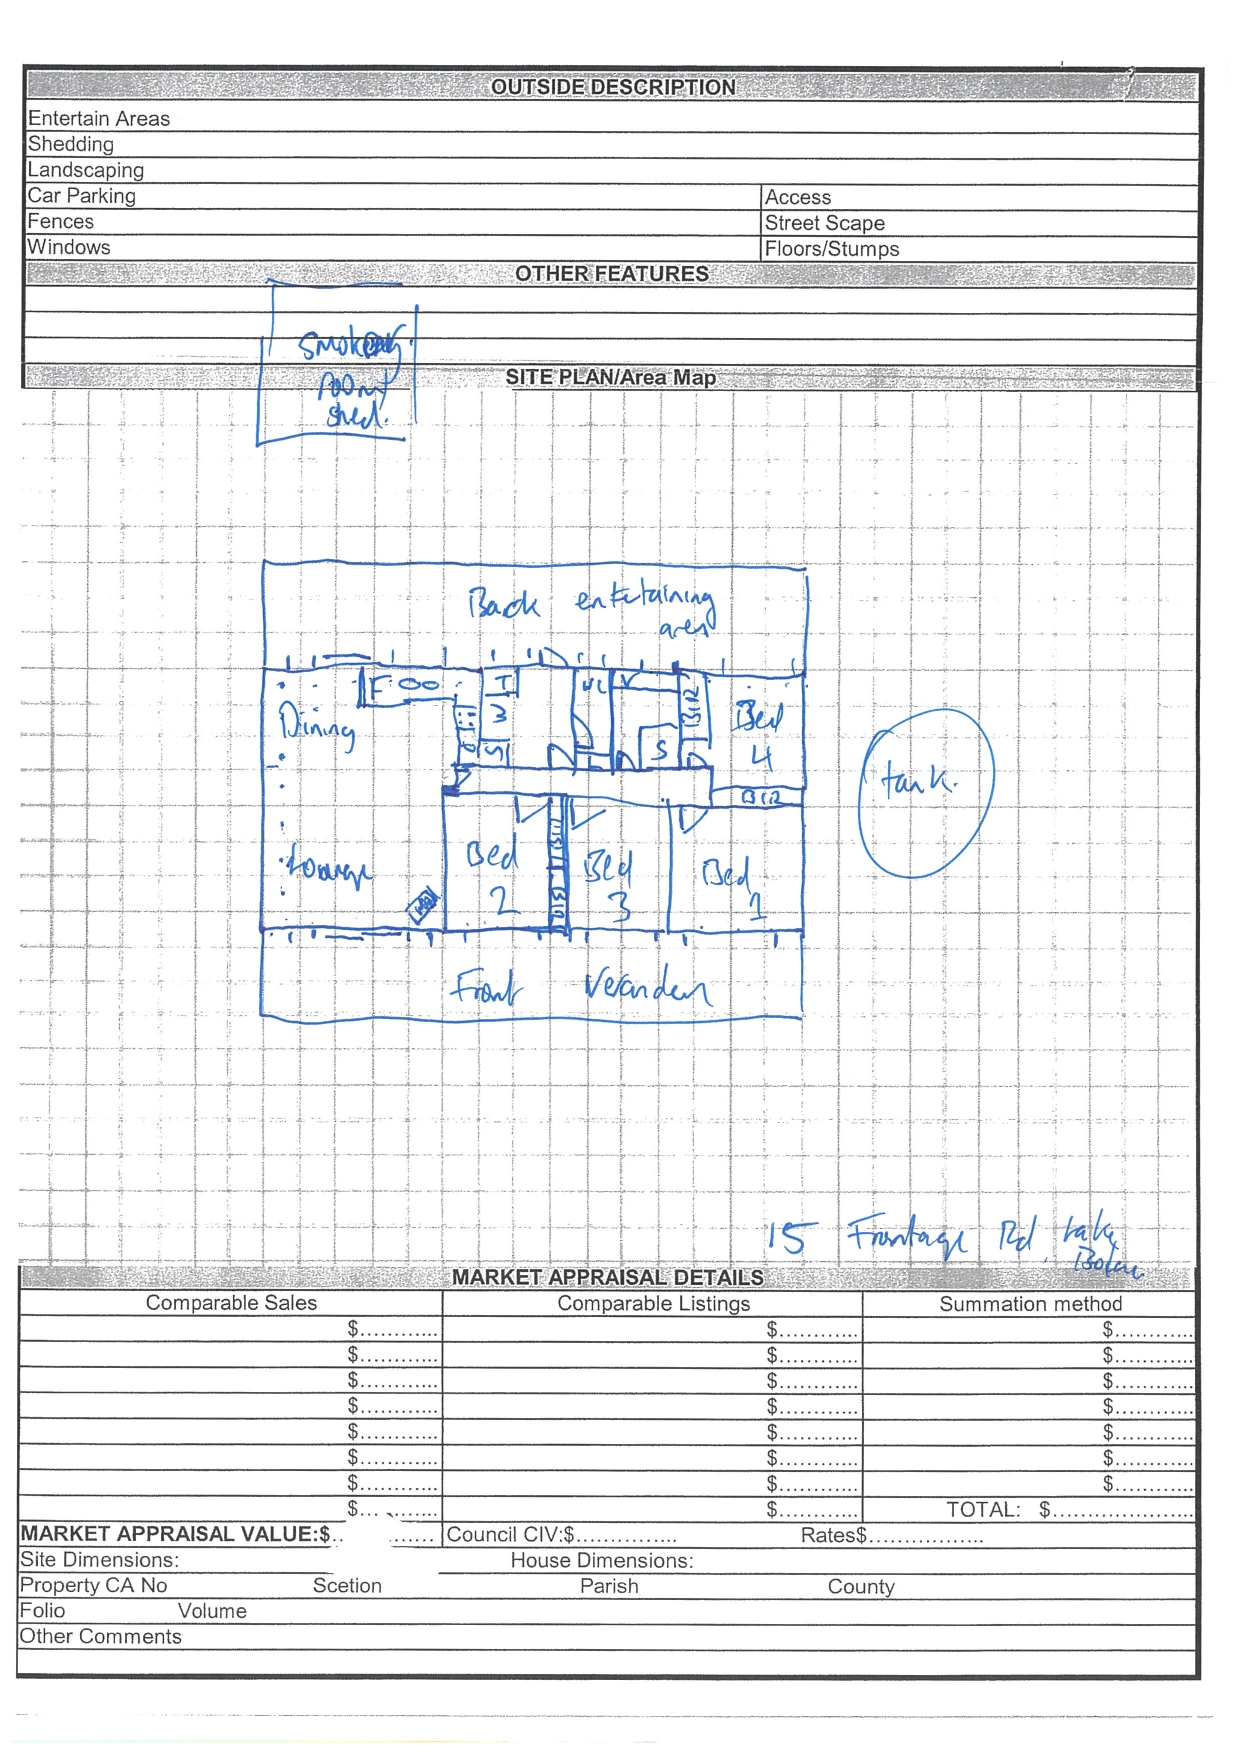 OUTSIDE DESCRIPTION
Entertain Areas
Shedding
Landscaping
Car Parking Access
Fences Street Scape
Windows Floors/Stumps
OTHER FEATURES
smoking
room
shed.
SITE PLAN/Area Map
Back entertaining
area
F
T
W
S
WC V
BIR
S
Dining
Bed
4
BIR
tank.
Lounge
Bed
2
BIR
Bed
3
Bed
1
Front Verandah
15 Frontage Rd Lake
Bolac
MARKET APPRAISAL DETAILS
Comparable Sales Comparable Listings Summation method
$............ $............ $............
$............ $............ $............
$............ $............ $............
$............ $............ $............
$............ $............ $............
$............ $............ $............
$............ $............ $............
$............ $............ TOTAL: $....................
MARKET APPRAISAL VALUE:$.. ....... Council CIV:$............... Rates$.................
Site Dimensions: House Dimensions:
Property CA No Scetion Parish County
Folio Volume
Other Comments